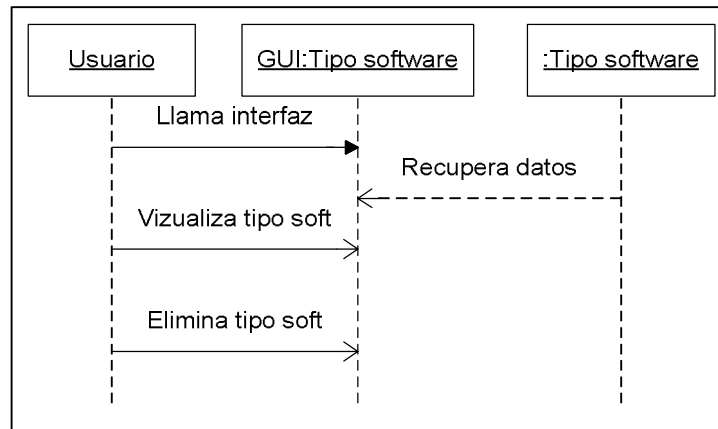 Usuario
GUI:Tipo software
:Tipo software
Llama interfaz
Recupera datos
Vizualiza tipo soft
Elimina tipo soft